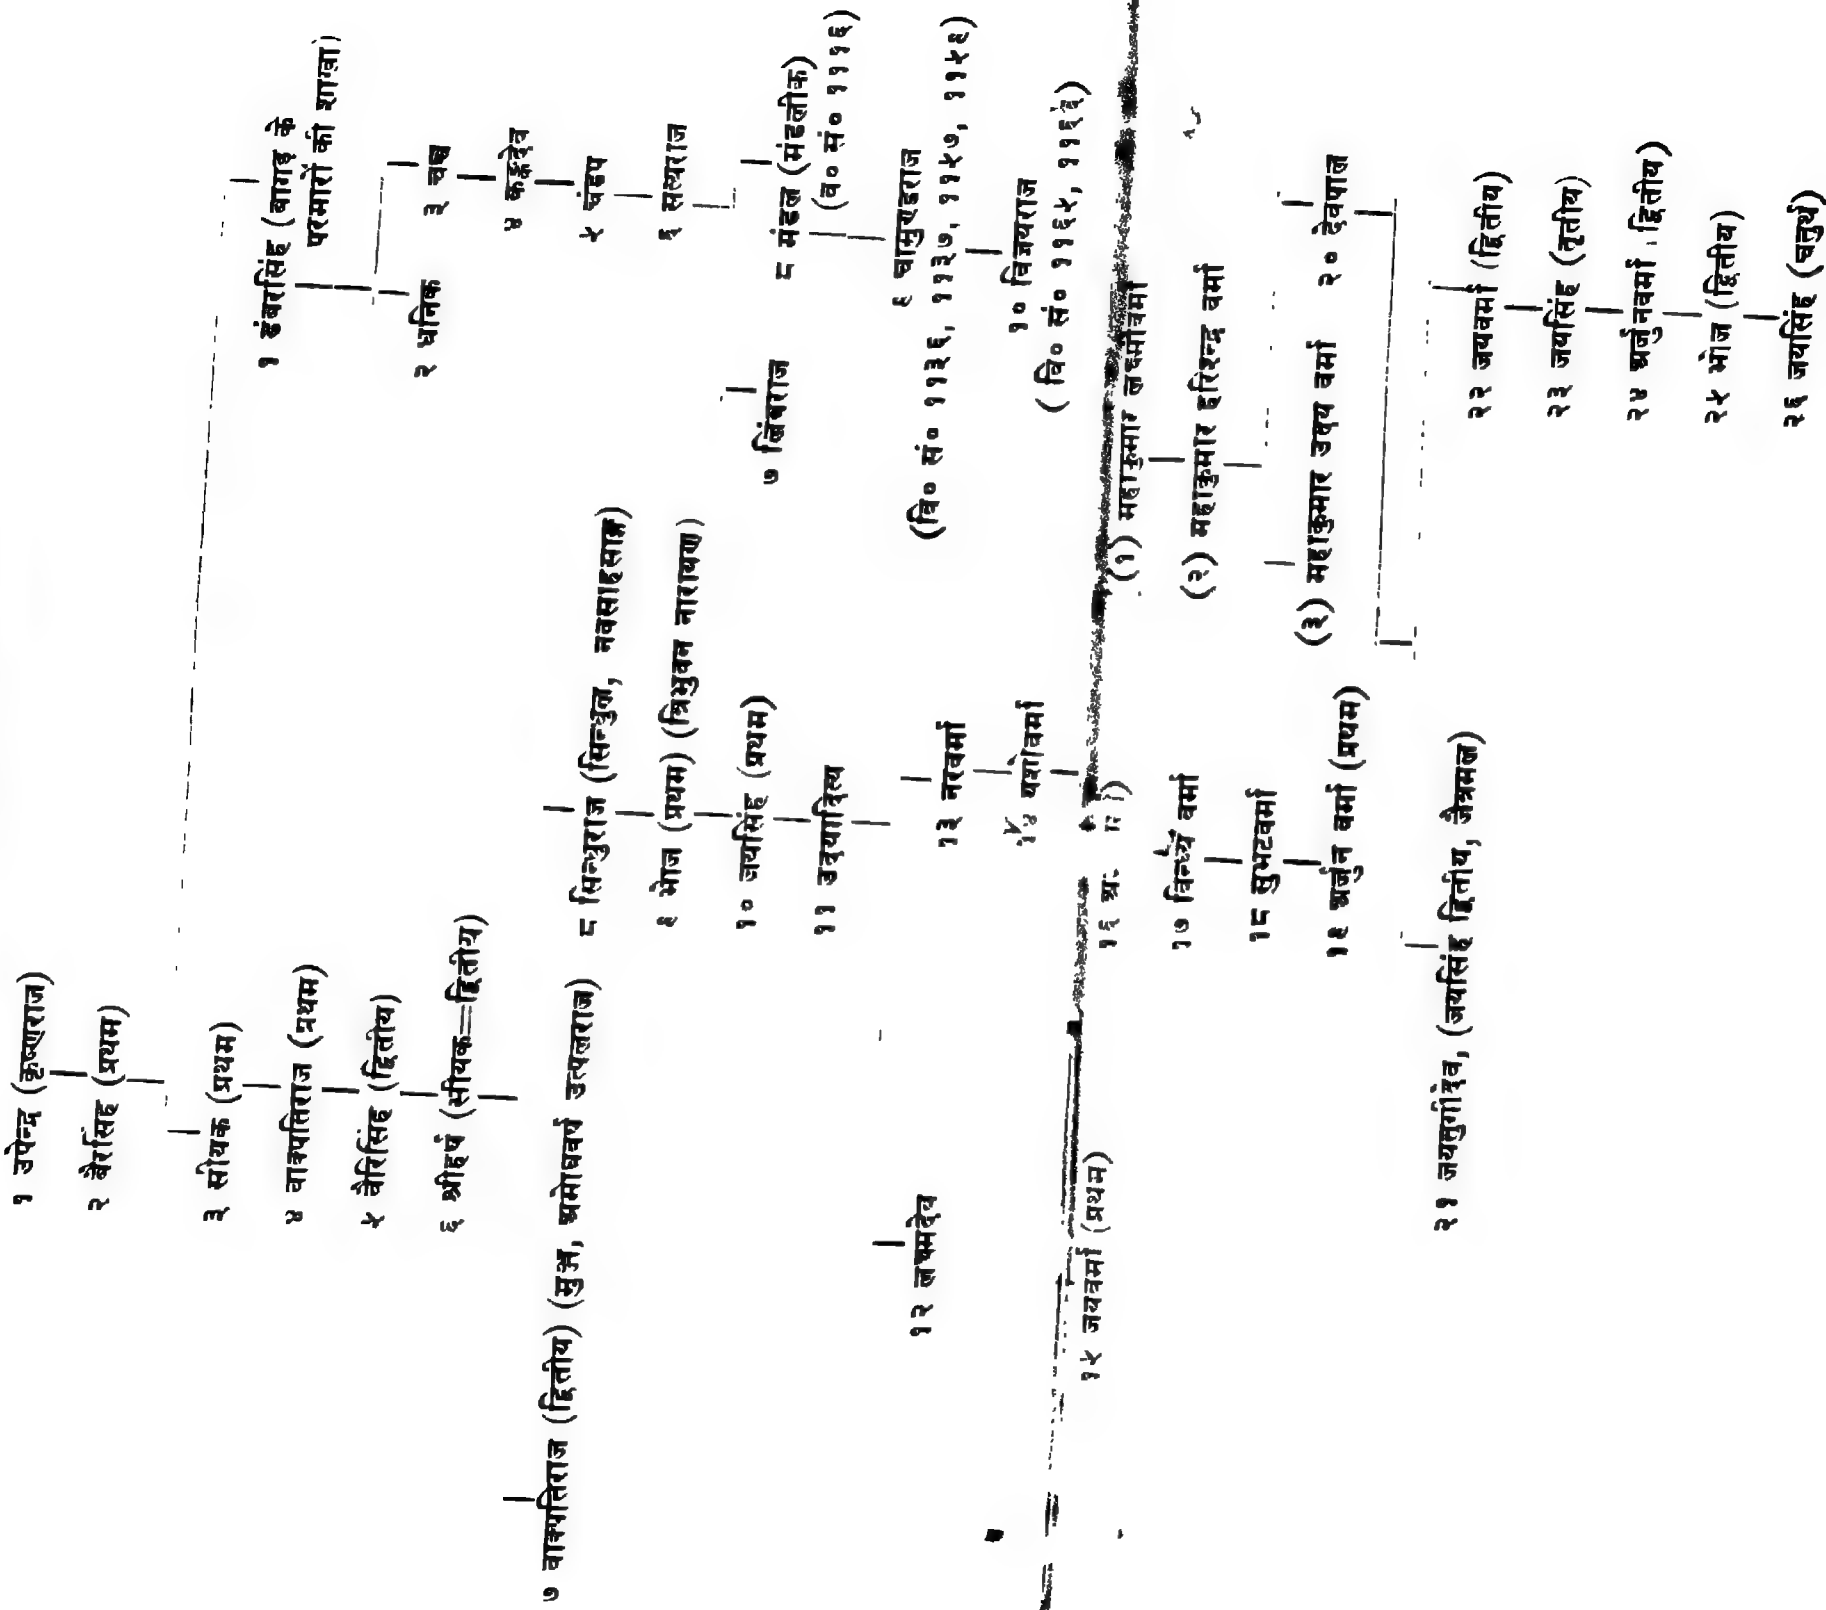 १ उपेन्द्र (कृष्णराज)
२ वैरसिंह (प्रथम)
३ सीयक (प्रथम)
१ डंबरसिंह (वागड़ के
परमारों की शाखा)
४ वाक्पतिराज (प्रथम)
२ धनिक
३ चच्च
५ वैरिसिंह (द्वितीय)
४ कङ्कदेव
६ श्रीहर्ष (सीयक=द्वितीय)
५ चंडप
६ सत्यराज
७ वाक्पतिराज (द्वितीय) (मुञ्ज, अमोघवर्ष उत्पलराज)
८ सिन्धुराज (सिन्धुल, नवसाहसाङ्क)
९ भोज (प्रथम) (त्रिभुवन नारायण)
७ लिंबराज
८ मंडल (मंडलीक)
(व० सं० १११६)
१० जयसिंह (प्रथम)
११ उदयादित्य
९ चामुण्डराज
(वि० सं० ११३६, ११३७, ११५७, ११५९)
१२ लक्ष्मदेव
१३ नरवर्मा
१० विजयराज
(वि० सं० ११६५, ११६६)
१४ यशोवर्मा
१५ जयवर्मा (प्रथम)
१६
(१) महाकुमार लक्ष्मीवर्मा
१७ विन्ध्य वर्मा
(२) महाकुमार हरिश्चन्द्र वर्मा
१८ सुभटवर्मा
(३) महाकुमार उदय वर्मा
२० देवपाल
१९ अर्जुन वर्मा (प्रथम)
२१ जयतुगीदेव, (जयसिंह द्वितीय, जैत्रमल)
२२ जयवर्मा (द्वितीय)
२३ जयसिंह (तृतीय)
२४ अर्जुनवर्मा (द्वितीय)
२५ भोज (द्वितीय)
२६ जयसिंह (चतुर्थ)